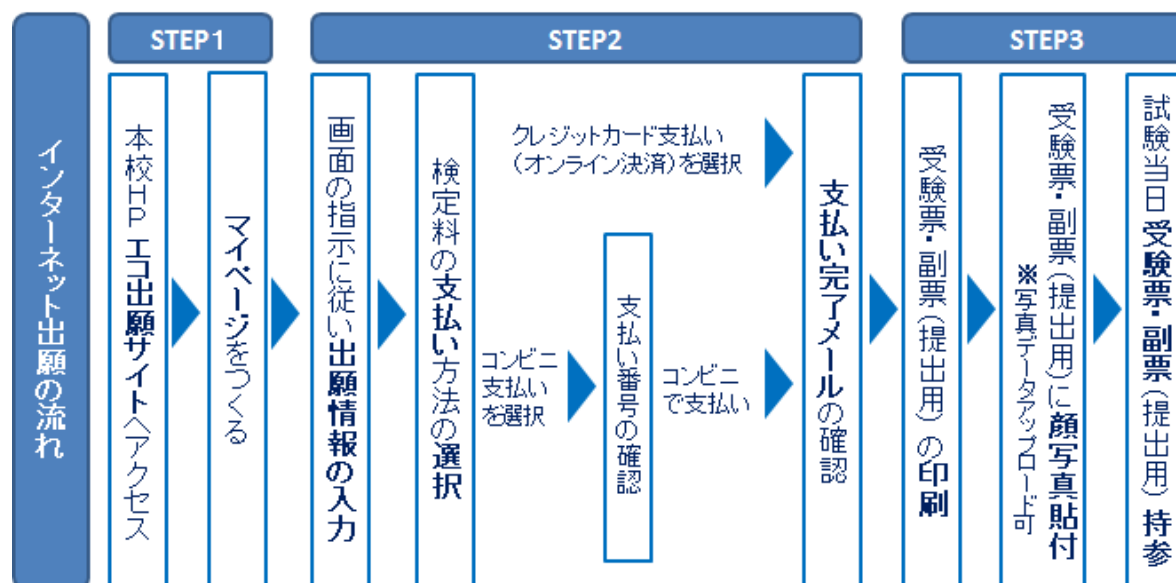 インターネット出願の流れ
STEP1
本校HP エコ出願サイトへアクセス
マイページをつくる
STEP2
画面の指示に従い出願情報の入力
検定料の支払い方法の選択
クレジットカード支払い
(オンライン決済)を選択
コンビニ
支払い
を選択
支払い番号の確認
コンビニ
で支払い
支払い完了メールの確認
STEP3
受験票・副票(提出用)の印刷
受験票・副票(提出用)に顔写真貼付
※写真データアップロード可
試験当日 受験票・副票(提出用)持参